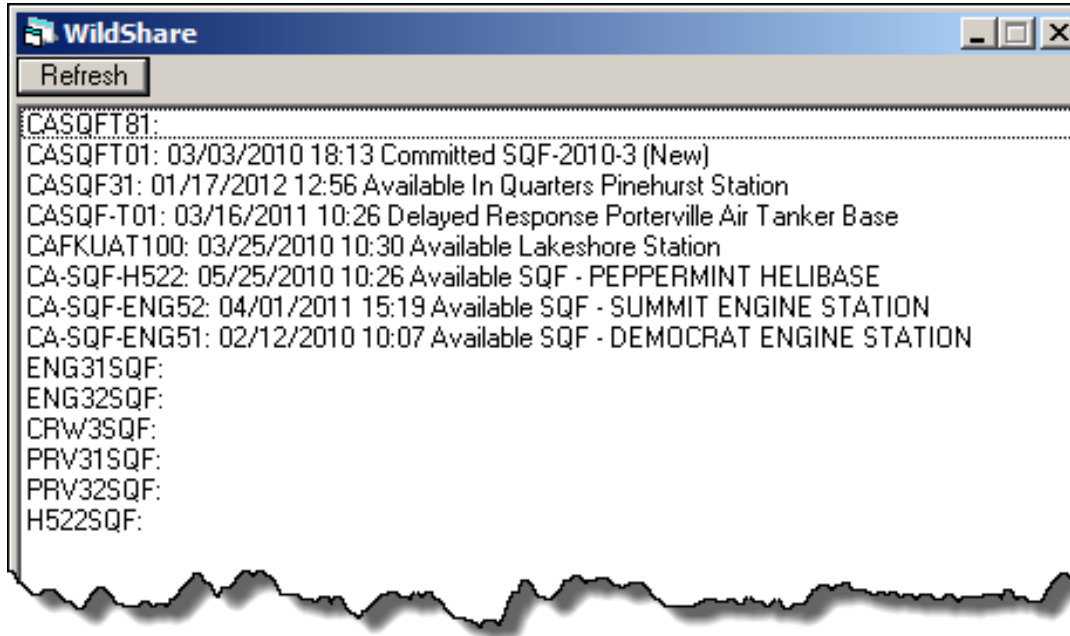 WildShare
Refresh
CASQFT81:
CASQFT01: 03/03/2010 18:13 Committed SQF-2010-3 (New)
CASQF31: 01/17/2012 12:56 Available In Quarters Pinehurst Station
CASQF-T01: 03/16/2011 10:26 Delayed Response Porterville Air Tanker Base
CAFKUAT100: 03/25/2010 10:30 Available Lakeshore Station
CA-SQF-H522: 05/25/2010 10:26 Available SQF - PEPPERMINT HELIBASE
CA-SQF-ENG52: 04/01/2011 15:19 Available SQF - SUMMIT ENGINE STATION
CA-SQF-ENG51: 02/12/2010 10:07 Available SQF - DEMOCRAT ENGINE STATION
ENG31SQF:
ENG32SQF:
CRW3SQF:
PRV31SQF:
PRV32SQF:
H522SQF: